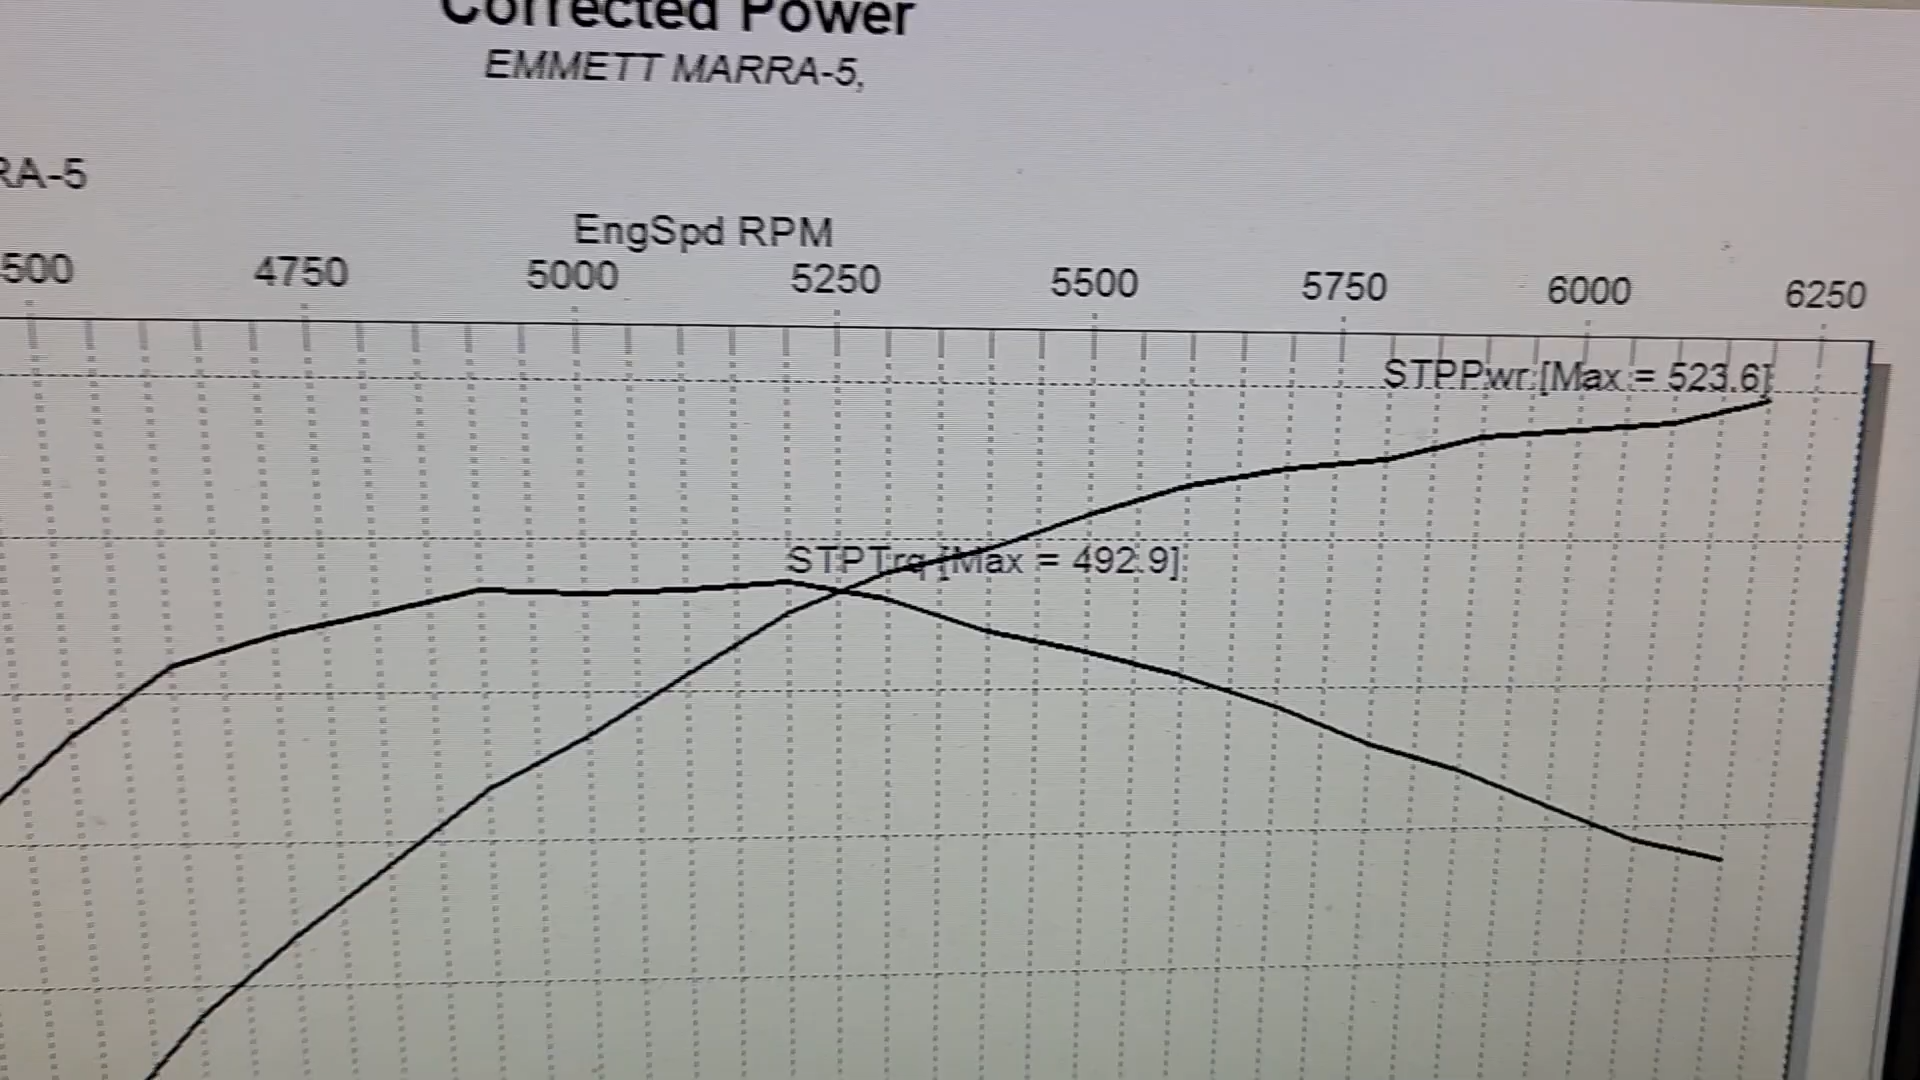 Corrected Power
EMMETT MARRA-5,
RA-5
EngSpd RPM
500 4750 5000 5250 5500 5750 6000 6250
STPPwr [Max = 523.6]
STPTrq [Max = 492.9]